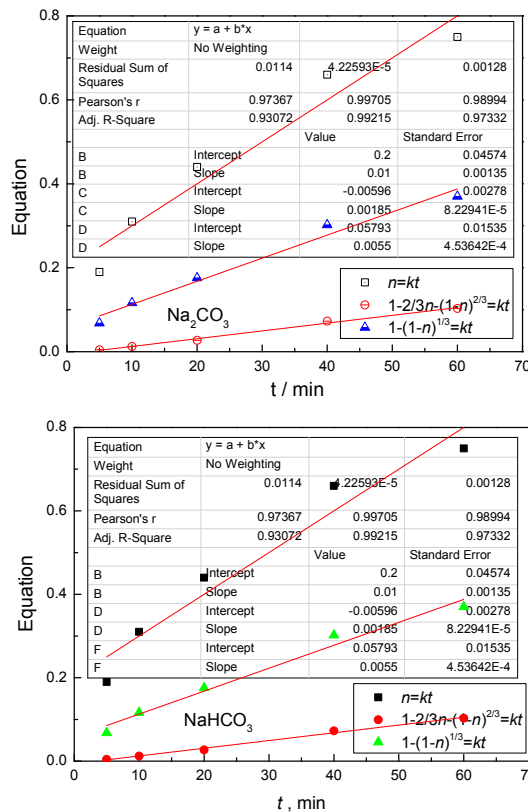 0.8
0.6
0.4
0.2
0.0
Equation
Equation y = a + b*x
Weight No Weighting
Residual Sum of Squares 0.0114 4.22593E-5 0.00128
Pearson's r 0.97367 0.99705 0.98994
Adj. R-Square 0.93072 0.99215 0.97332
Value Standard Error
B Intercept 0.2 0.04574
B Slope 0.01 0.00135
C Intercept -0.00596 0.00278
C Slope 0.00185 8.22941E-5
D Intercept 0.05793 0.01535
D Slope 0.0055 4.53642E-4
n=kt
1-2/3n-(1-n)^2/3=kt
1-(1-n)^1/3=kt
Na₂CO₃
0 10 20 30 40 50 60 70
t / min
0.8
0.6
0.4
0.2
0.0
Equation
Equation y = a + b*x
Weight No Weighting
Residual Sum of Squares 0.0114 4.22593E-5 0.00128
Pearson's r 0.97367 0.99705 0.98994
Adj. R-Square 0.93072 0.99215 0.97332
Value Standard Error
B Intercept 0.2 0.04574
B Slope 0.01 0.00135
D Intercept -0.00596 0.00278
D Slope 0.00185 8.22941E-5
F Intercept 0.05793 0.01535
F Slope 0.0055 4.53642E-4
n=kt
1-2/3n-(1-n)^2/3=kt
1-(1-n)^1/3=kt
NaHCO₃
0 10 20 30 40 50 60 70
t , min